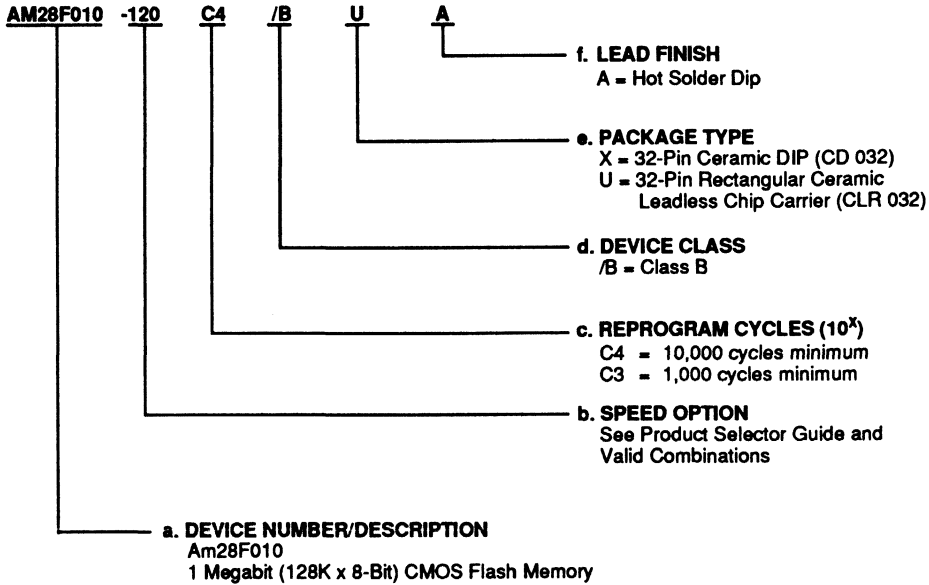 AM28F010 -120 C4 /B U A
f. LEAD FINISH
A = Hot Solder Dip
e. PACKAGE TYPE
X = 32-Pin Ceramic DIP (CD 032)
U = 32-Pin Rectangular Ceramic
Leadless Chip Carrier (CLR 032)
d. DEVICE CLASS
/B = Class B
c. REPROGRAM CYCLES (10^X)
C4 = 10,000 cycles minimum
C3 = 1,000 cycles minimum
b. SPEED OPTION
See Product Selector Guide and
Valid Combinations
a. DEVICE NUMBER/DESCRIPTION
Am28F010
1 Megabit (128K x 8-Bit) CMOS Flash Memory